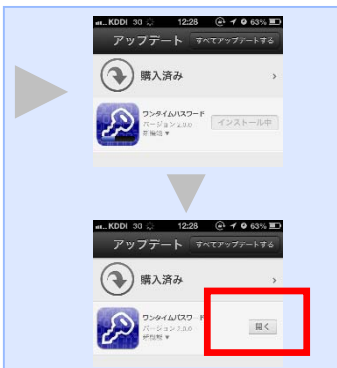 KDDI 30 12:28 63%
アップデート すべてアップデートする
購入済み
ワンタイムパスワード
バージョン 2.0.0 インストール中
新機能 ▼
KDDI 30 12:28 63%
アップデート すべてアップデートする
購入済み
ワンタイムパスワード
バージョン 2.0.0 開く
新機能 ▼